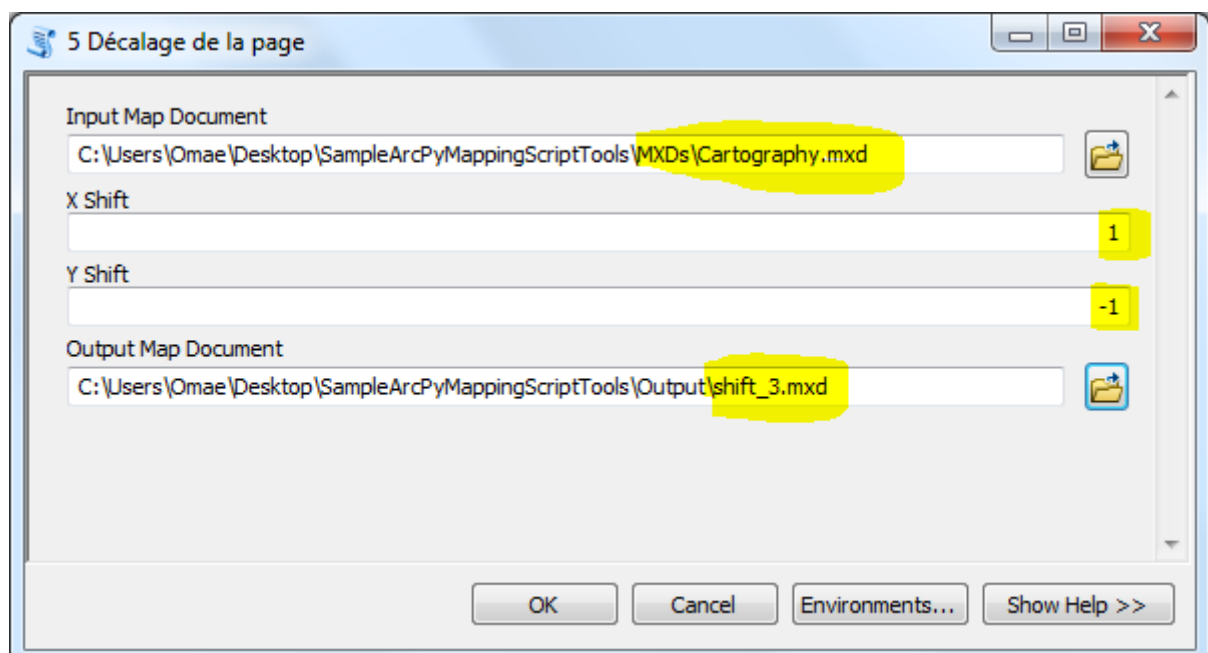 5 Décalage de la page
Input Map Document
C:\Users\Omae\Desktop\SampleArcPyMappingScriptTools\MXDs\Cartography.mxd
X Shift
1
Y Shift
-1
Output Map Document
C:\Users\Omae\Desktop\SampleArcPyMappingScriptTools\Output\shift_3.mxd
OK Cancel Environments... Show Help >>